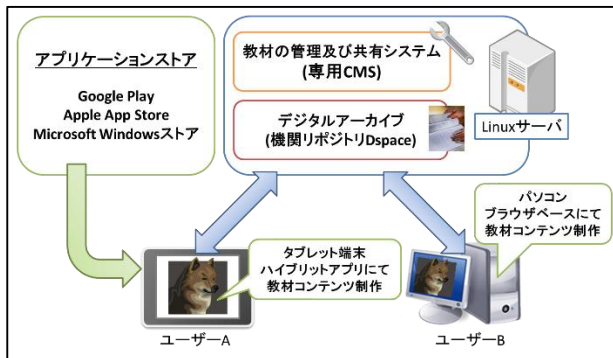 アプリケーションストア
Google Play
Apple App Store
Microsoft Windowsストア
教材の管理及び共有システム
(専用CMS)
デジタルアーカイブ
(機関リポジトリDspace)
Linuxサーバ
パソコン
ブラウザベースにて
教材コンテンツ制作
タブレット端末
ハイブリットアプリにて
教材コンテンツ制作
ユーザーA
ユーザーB